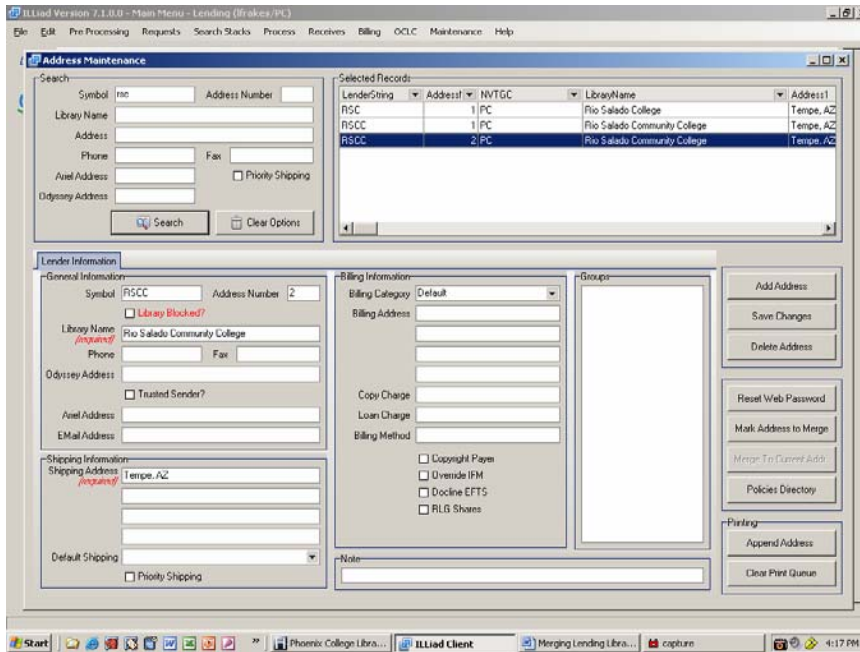 ILLiad Version 7.1.0.0 - Main Menu - Lending (lfrakes/PC)
File Edit Pre Processing Requests Search Stacks Process Receives Billing OCLC Maintenance Help
Address Maintenance
Search
Symbol
Address Number
Library Name
Address
Phone Fax
Ariel Address Priority Shipping
Odyssey Address
Search Clear Options
Selected Records
LenderString NVTGC LibraryName Address1
RSC 1 PC Rio Salado College Tempe, AZ
RSCC 1 PC Rio Salado Community College Tempe, AZ
RSCC 2 PC Rio Salado Community College Tempe, AZ
Lender Information
General Information
Symbol RSCC Address Number 2
Library Blocked?
Library Name Rio Salado Community College
(required)
Phone Fax
Odyssey Address
Trusted Sender?
Ariel Address
EMail Address
Shipping Information
Shipping Address Tempe, AZ
(required)
Default Shipping
Priority Shipping
Billing Information
Billing Category Default
Billing Address
Copy Charge
Loan Charge
Billing Method
Copyright Payer
Override IFM
Docline EFTS
RLG Shares
Groups
Note
Add Address
Save Changes
Delete Address
Reset Web Password
Mark Address to Merge
Merge To Current Addr
Policies Directory
Printing
Append Address
Clear Print Queue
Start » Phoenix College Libra... ILLiad Client Merging Lending Libra... capture 4:17 PM